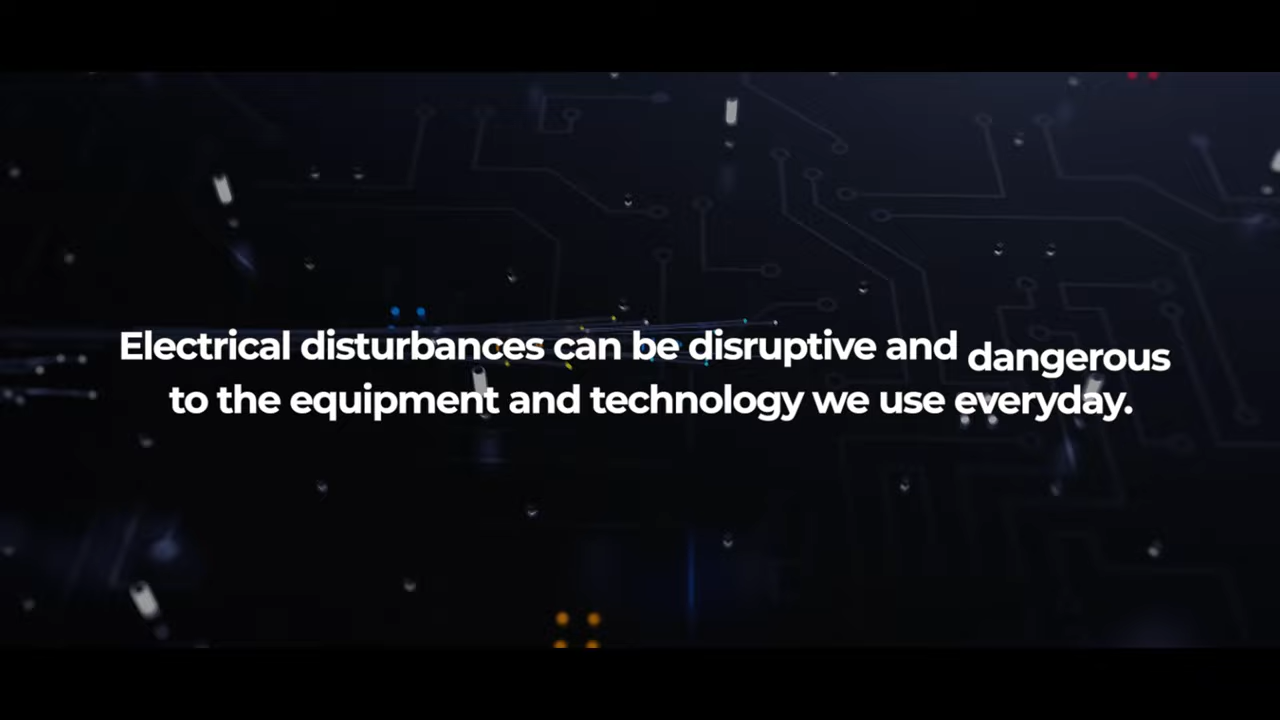 Electrical disturbances can be disruptive and dangerous
to the equipment and technology we use everyday.